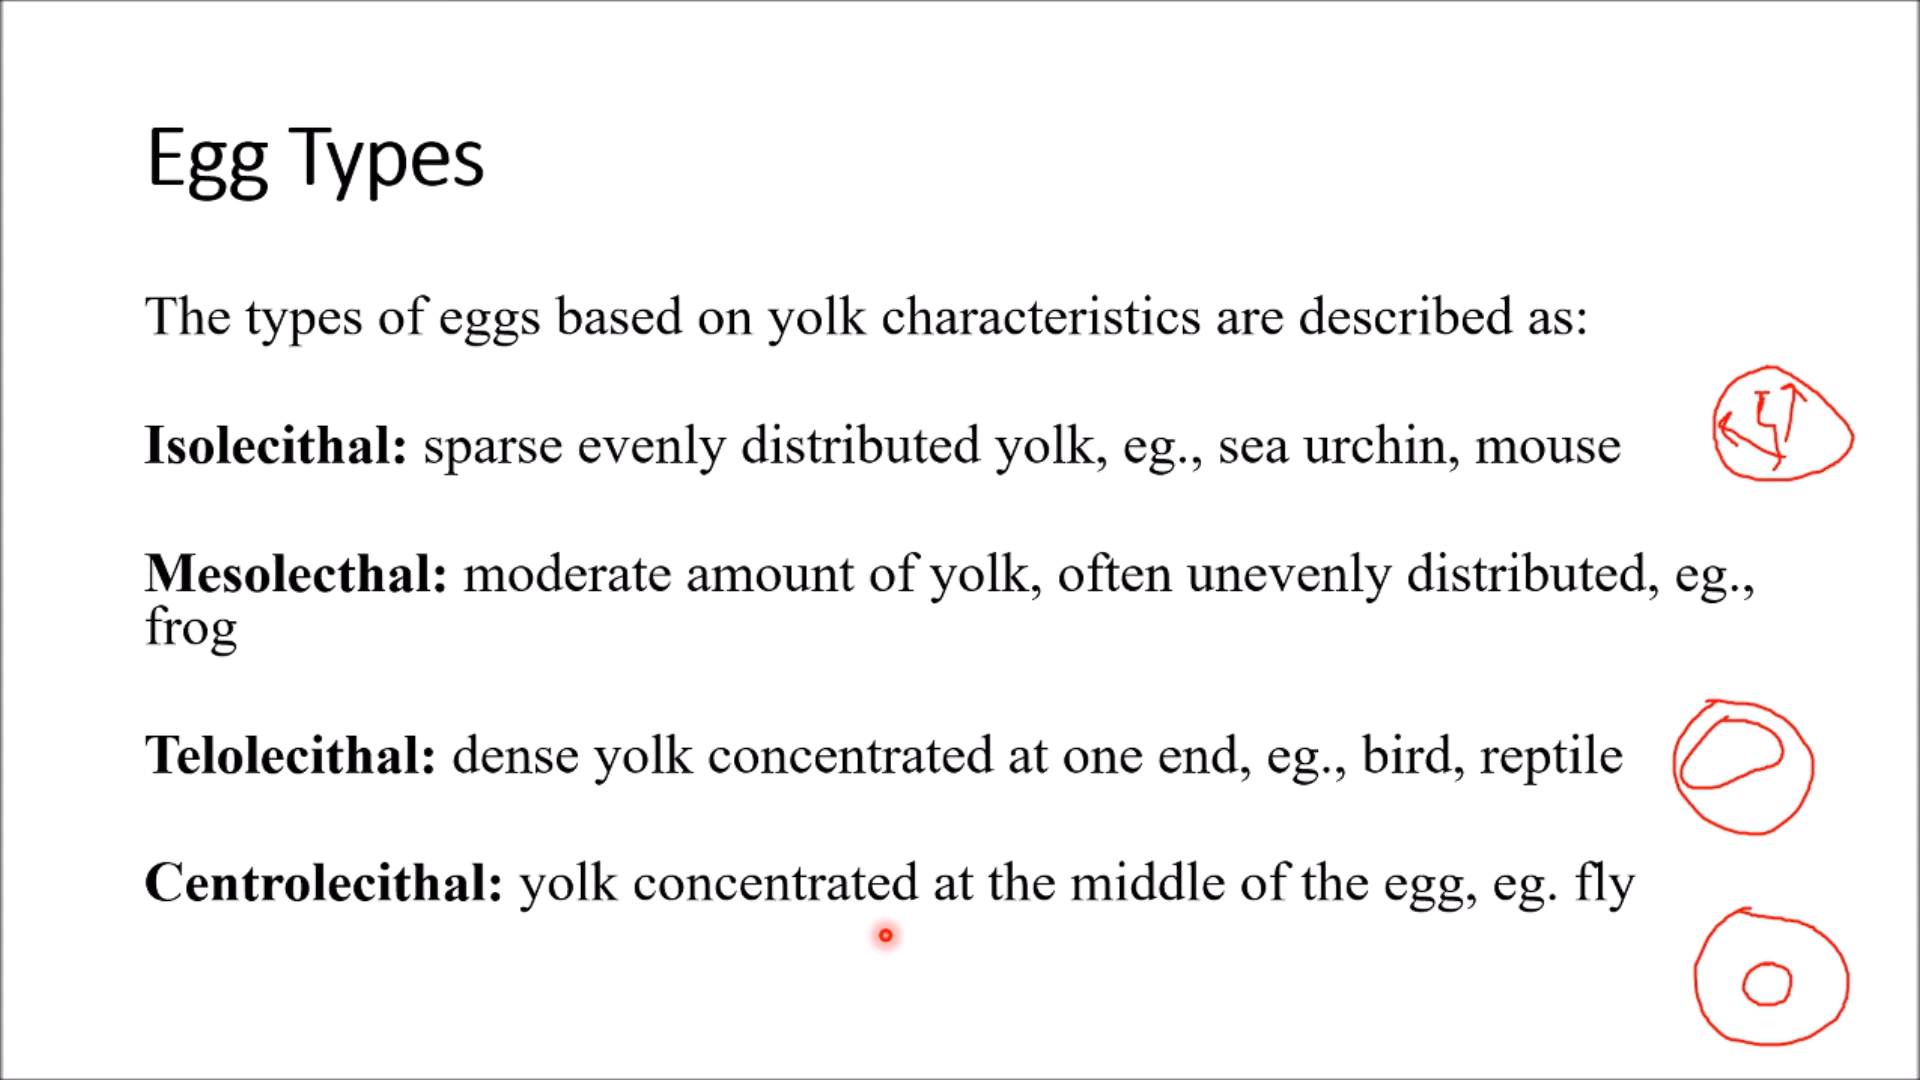 Egg Types
The types of eggs based on yolk characteristics are described as:
Isolecithal: sparse evenly distributed yolk, eg., sea urchin, mouse
Mesolecthal: moderate amount of yolk, often unevenly distributed, eg.,
frog
Telolecithal: dense yolk concentrated at one end, eg., bird, reptile
Centrolecithal: yolk concentrated at the middle of the egg, eg. fly